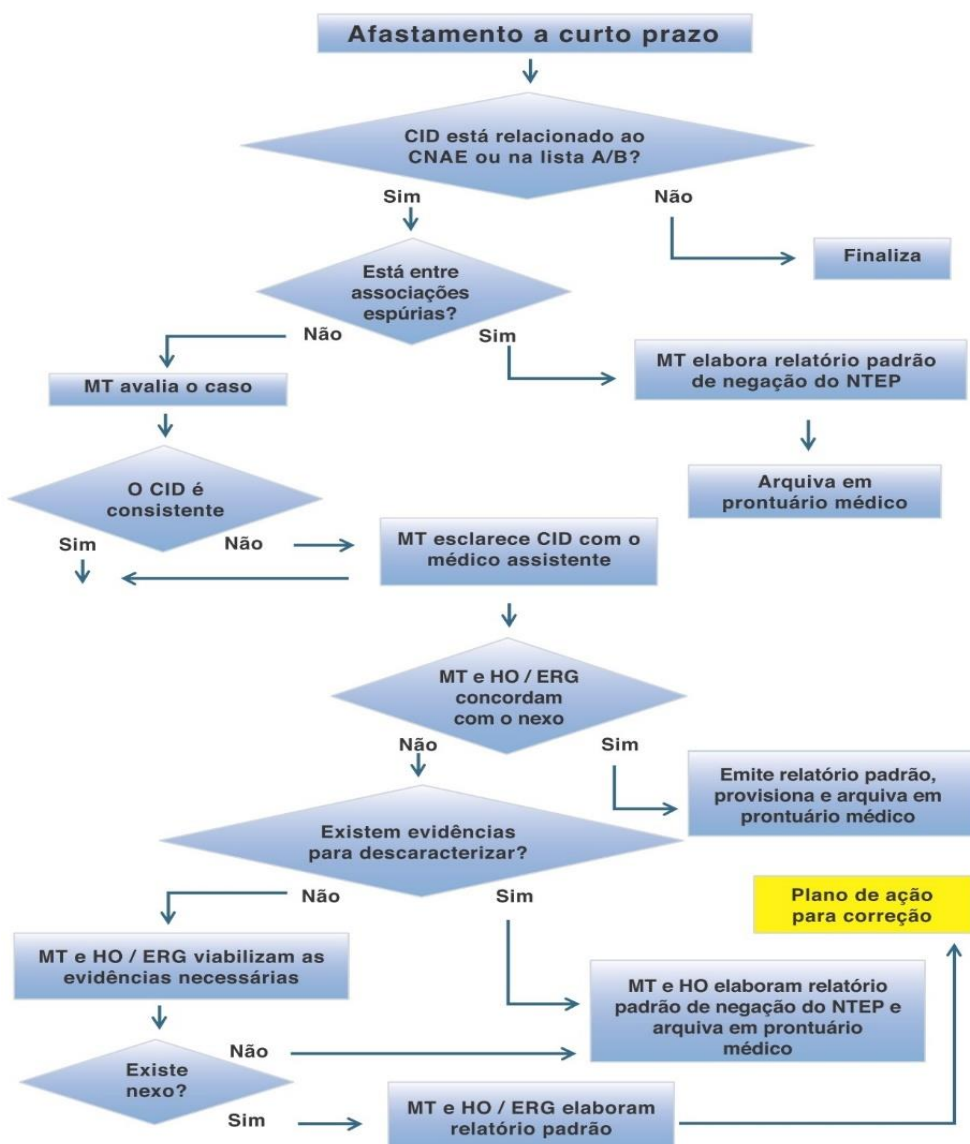 Afastamento a curto prazo
CID está relacionado ao
CNAE ou na lista A/B?
Sim
Não
Finaliza
Está entre
associações
espúrias?
Não
Sim
MT elabora relatório padrão
de negação do NTEP
MT avalia o caso
Arquiva em
prontuário médico
O CID é
consistente
Sim
Não
MT esclarece CID com o
médico assistente
MT e HO / ERG
concordam
com o nexo
Não
Sim
Emite relatório padrão,
provisiona e arquiva em
prontuário médico
Existem evidências
para descaracterizar?
Não
Sim
Plano de ação
para correção
MT e HO / ERG viabilizam as
evidências necessárias
MT e HO elaboram relatório
padrão de negação do NTEP e
arquiva em prontuário
médico
Existe
nexo?
Não
Sim
MT e HO / ERG elaboram
relatório padrão